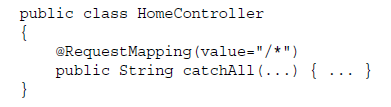 public class HomeController
{
    @RequestMapping(value="/*")
    public String catchAll(...) { ... }
}